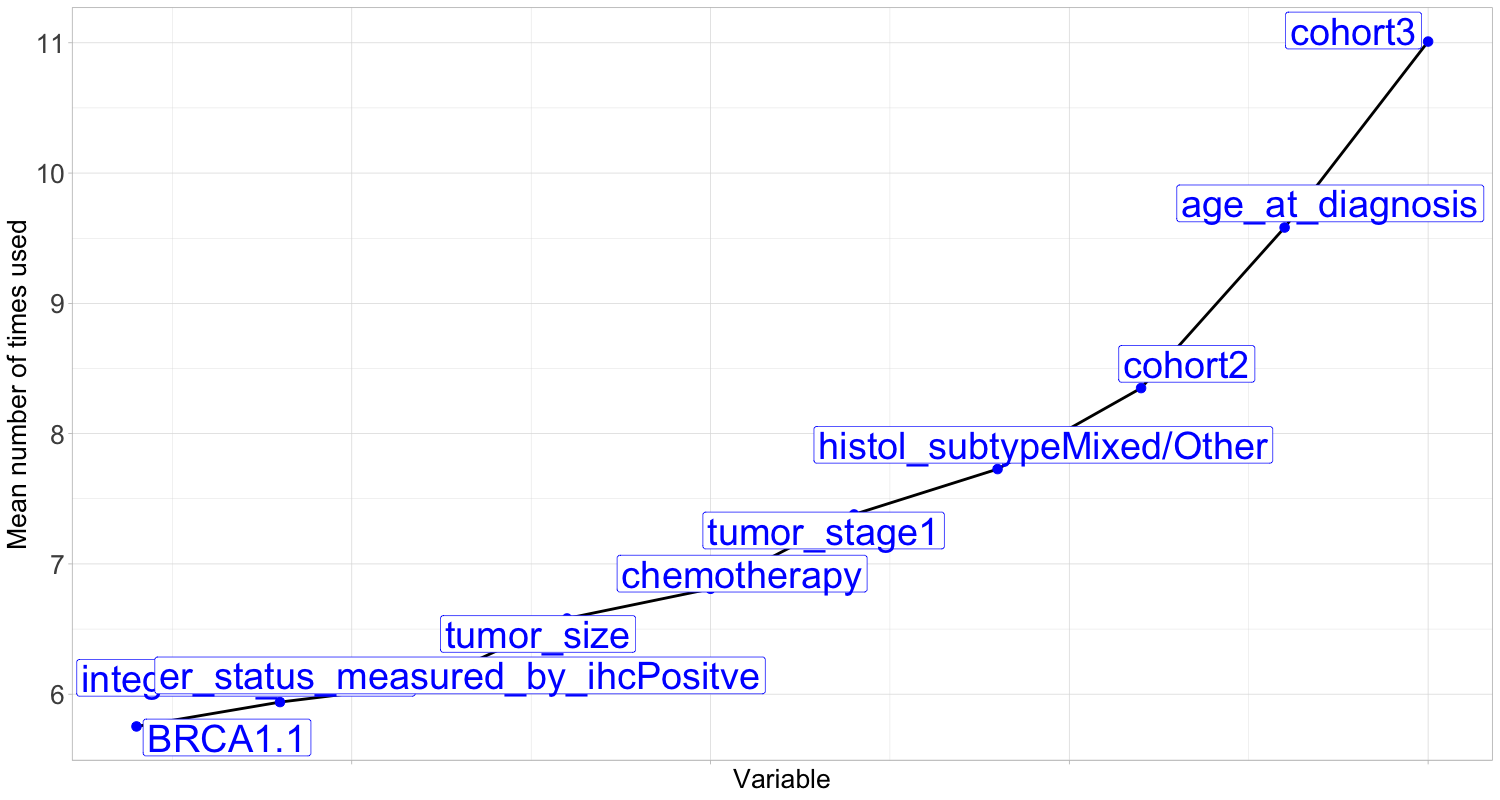 11
10
9
8
7
6
Mean number of times used
cohort3
age_at_diagnosis
cohort2
histol_subtypeMixed/Other
tumor_stage1
chemotherapy
tumor_size
er_status_measured_by_ihcPositve
BRCA1.1
Variable